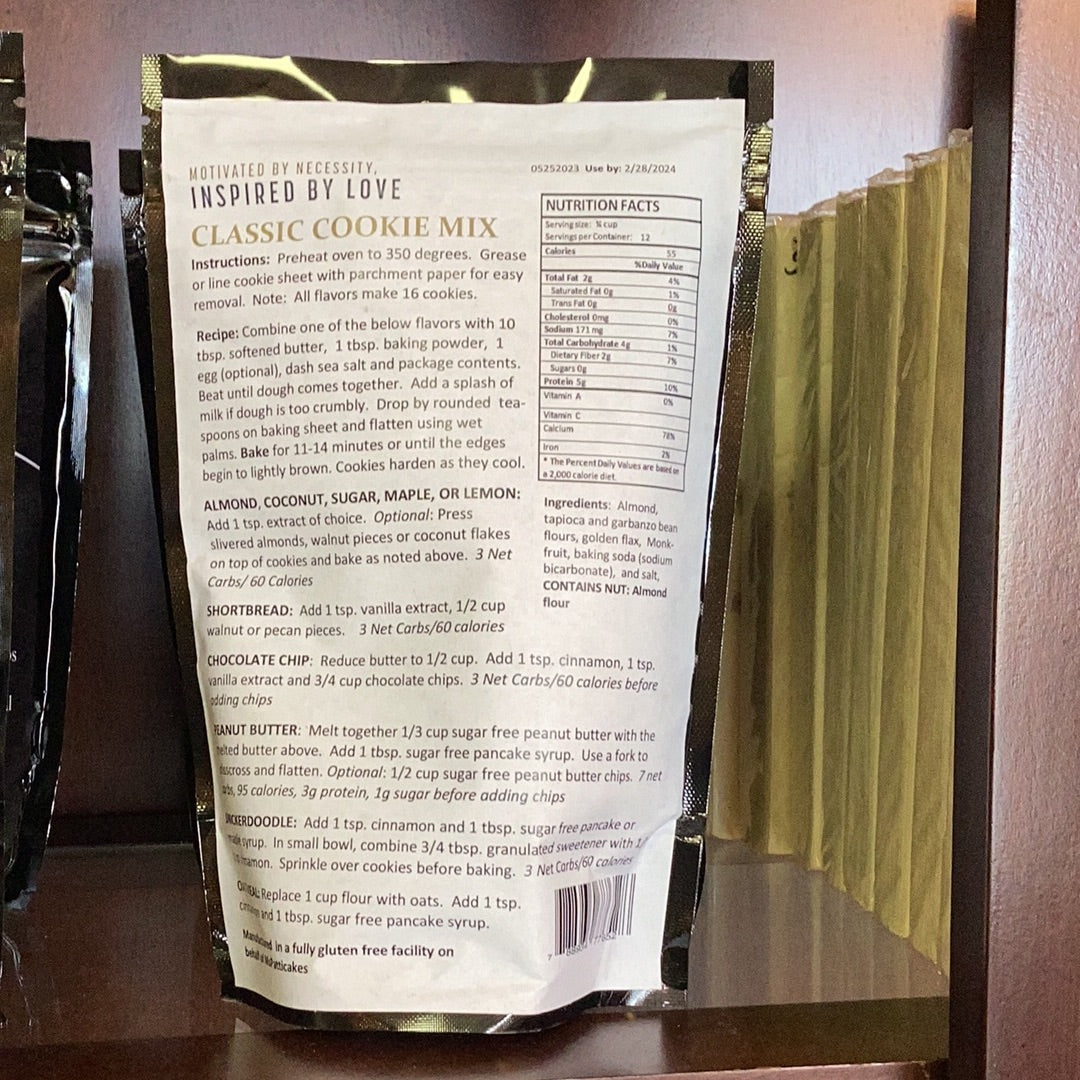 MOTIVATED BY NECESSITY,
INSPIRED BY LOVE
CLASSIC COOKIE MIX
Instructions: Preheat oven to 350 degrees. Grease
or line cookie sheet with parchment paper for easy
removal. Note: All flavors make 16 cookies.
Recipe: Combine one of the below flavors with 10
tbsp. softened butter, 1 tbsp. baking powder, 1
egg (optional), dash sea salt and package contents.
Beat until dough comes together. Add a splash of
milk if dough is too crumbly. Drop by rounded tea-
spoons on baking sheet and flatten using wet
palms. Bake for 11-14 minutes or until the edges
begin to lightly brown. Cookies harden as they cool.
05252023 Use by: 2/28/2024
NUTRITION FACTS
Serving size: ¼ cup
Servings per Container: 12
Calories 55
%Daily Value
Total Fat 2g 4%
Saturated Fat 0g 1%
Trans Fat 0g 0g
Cholesterol 0mg 0%
Sodium 171 mg 7%
Total Carbohydrate 4g 1%
Dietary Fiber 2g 7%
Sugars 0g
Protein 5g 10%
Vitamin A 0%
Vitamin C
Calcium 78%
Iron 2%
* The Percent Daily Values are based on
a 2,000 calorie diet.
Ingredients: Almond,
tapioca and garbanzo bean
flours, golden flax, Monk-
fruit, baking soda (sodium
bicarbonate), and salt,
CONTAINS NUT: Almond
flour
ALMOND, COCONUT, SUGAR, MAPLE, OR LEMON:
Add 1 tsp. extract of choice. Optional: Press
slivered almonds, walnut pieces or coconut flakes
on top of cookies and bake as noted above. 3 Net
Carbs/ 60 Calories
SHORTBREAD: Add 1 tsp. vanilla extract, 1/2 cup
walnut or pecan pieces. 3 Net Carbs/60 calories
CHOCOLATE CHIP: Reduce butter to 1/2 cup. Add 1 tsp. cinnamon, 1 tsp.
vanilla extract and 3/4 cup chocolate chips. 3 Net Carbs/60 calories before
adding chips
PEANUT BUTTER: Melt together 1/3 cup sugar free peanut butter with the
melted butter above. Add 1 tbsp. sugar free pancake syrup. Use a fork to
and flatten. Optional: 1/2 cup sugar free peanut butter chips. 7 net
95 calories, 3g protein, 1g sugar before adding chips
Add 1 tsp. cinnamon and 1 tbsp. sugar free pancake or
syrup. In small bowl, combine 3/4 tbsp. granulated sweetener with
Sprinkle over cookies before baking. 3 Net Carbs/60 calories
Replace 1 cup flour with oats. Add 1 tsp.
and 1 tbsp. sugar free pancake syrup.
in a fully gluten free facility on